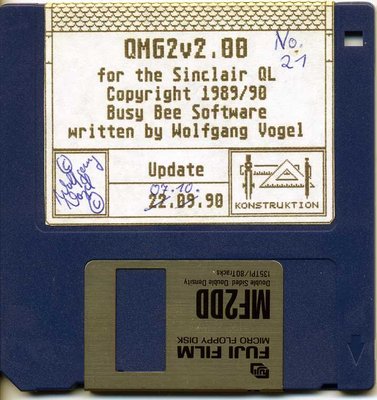 QMG2v2.00
No. 21
for the Sinclair QL
Copyright 1989/90
Busy Bee Software
written by Wolfgang Vogel
Update
07.10.
22.09.90
KONSTRUKTION
135TPI/80Tracks
Double Sided Double Density
MF2DD
MICRO FLOPPY DISK
FUJI FILM
FUJI